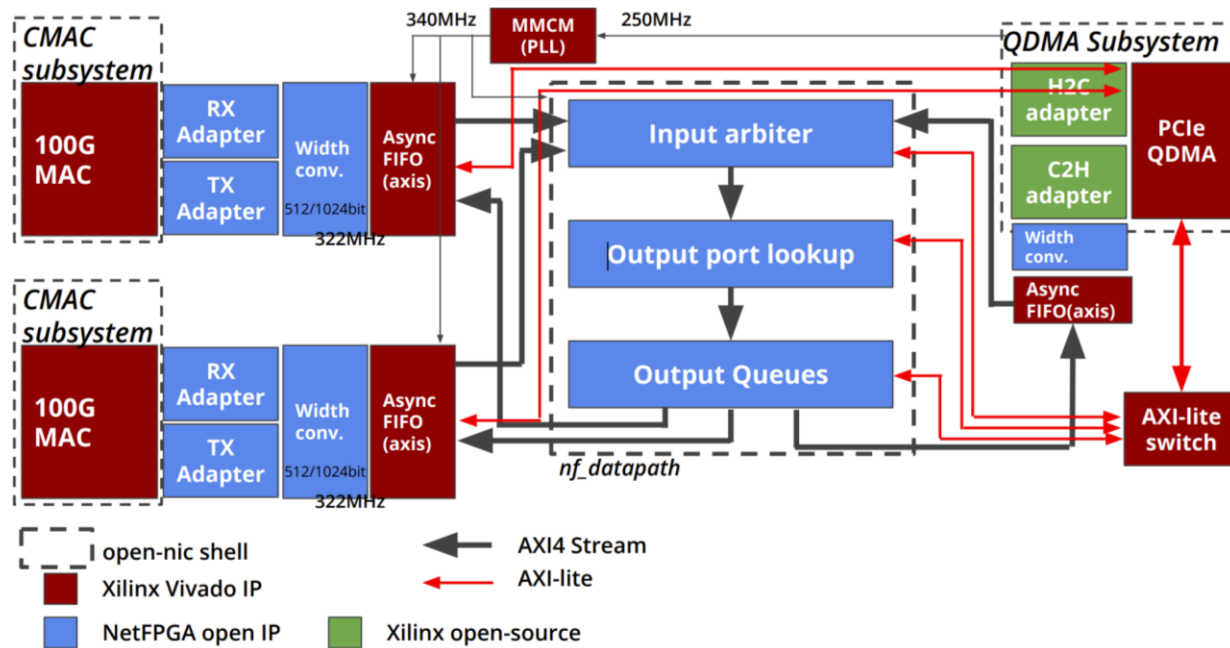 340MHz
MMCM
(PLL)
250MHz
CMAC
subsystem
100G
MAC
RX
Adapter
TX
Adapter
Width
conv.
512/1024bit
322MHz
Async
FIFO
(axis)
Input arbiter
Output port lookup
Output Queues
nf_datapath
QDMA Subsystem
H2C
adapter
C2H
adapter
PCIe
QDMA
Width
conv.
Async
FIFO(axis)
AXI-lite
switch
CMAC
subsystem
100G
MAC
RX
Adapter
TX
Adapter
Width
conv.
512/1024bit
322MHz
Async
FIFO
(axis)
open-nic shell
Xilinx Vivado IP
NetFPGA open IP
Xilinx open-source
AXI4 Stream
AXI-lite